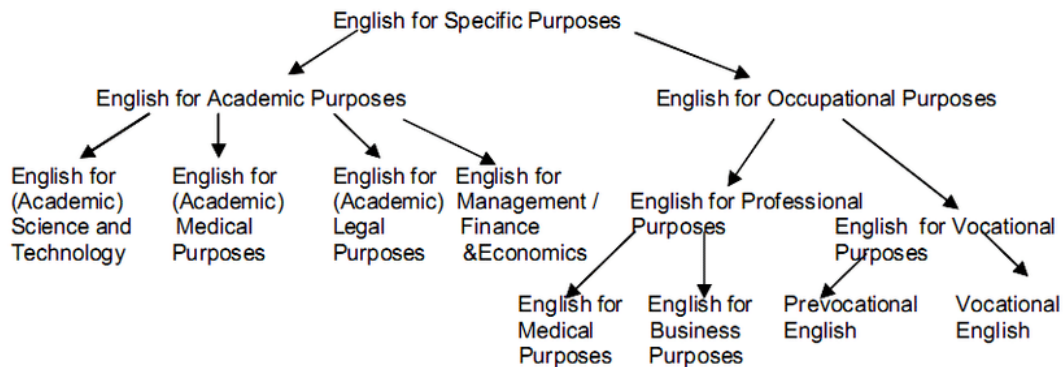 English for Specific Purposes
English for Academic Purposes
English for Occupational Purposes
English for
(Academic)
Science and
Technology
English for
(Academic)
Medical
Purposes
English for
(Academic)
Legal
Purposes
English for
Management /
Finance
&Economics
English for Professional
Purposes
English for Vocational
Purposes
English for
Medical
Purposes
English for
Business
Purposes
Prevocational
English
Vocational
English